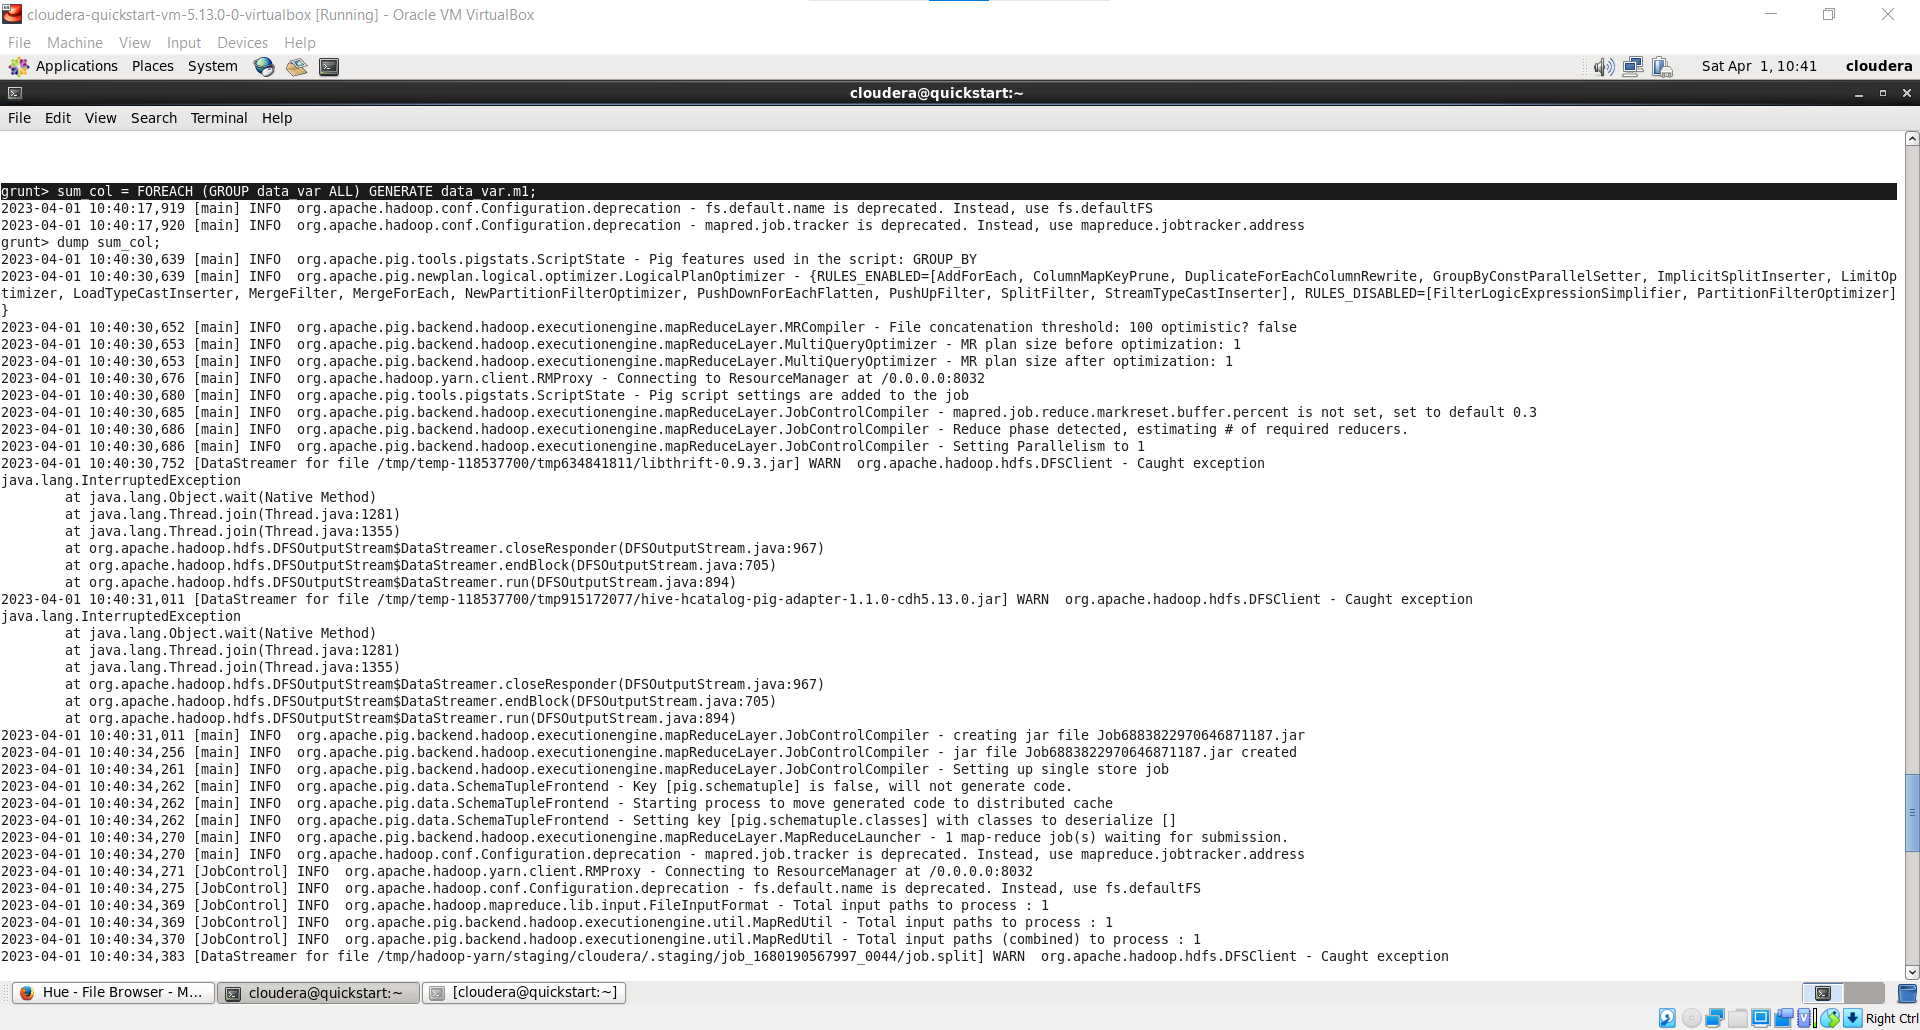 cloudera-quickstart-vm-5.13.0-0-virtualbox [Running] - Oracle VM VirtualBox
File Machine View Input Devices Help
Applications Places System Sat Apr 1, 10:41 cloudera
cloudera@quickstart:~
File Edit View Search Terminal Help
grunt> sum_col = FOREACH (GROUP data_var ALL) GENERATE data_var.m1;
2023-04-01 10:40:17,919 [main] INFO  org.apache.hadoop.conf.Configuration.deprecation - fs.default.name is deprecated. Instead, use fs.defaultFS
2023-04-01 10:40:17,920 [main] INFO  org.apache.hadoop.conf.Configuration.deprecation - mapred.job.tracker is deprecated. Instead, use mapreduce.jobtracker.address
grunt> dump sum_col;
2023-04-01 10:40:30,639 [main] INFO  org.apache.pig.tools.pigstats.ScriptState - Pig features used in the script: GROUP_BY
2023-04-01 10:40:30,639 [main] INFO  org.apache.pig.newplan.logical.optimizer.LogicalPlanOptimizer - {RULES_ENABLED=[AddForEach, ColumnMapKeyPrune, DuplicateForEachColumnRewrite, GroupByConstParallelSetter, ImplicitSplitInserter, LimitOp
timizer, LoadTypeCastInserter, MergeFilter, MergeForEach, NewPartitionFilterOptimizer, PushDownForEachFlatten, PushUpFilter, SplitFilter, StreamTypeCastInserter], RULES_DISABLED=[FilterLogicExpressionSimplifier, PartitionFilterOptimizer]
}
2023-04-01 10:40:30,652 [main] INFO  org.apache.pig.backend.hadoop.executionengine.mapReduceLayer.MRCompiler - File concatenation threshold: 100 optimistic? false
2023-04-01 10:40:30,653 [main] INFO  org.apache.pig.backend.hadoop.executionengine.mapReduceLayer.MultiQueryOptimizer - MR plan size before optimization: 1
2023-04-01 10:40:30,653 [main] INFO  org.apache.pig.backend.hadoop.executionengine.mapReduceLayer.MultiQueryOptimizer - MR plan size after optimization: 1
2023-04-01 10:40:30,676 [main] INFO  org.apache.hadoop.yarn.client.RMProxy - Connecting to ResourceManager at /0.0.0.0:8032
2023-04-01 10:40:30,680 [main] INFO  org.apache.pig.tools.pigstats.ScriptState - Pig script settings are added to the job
2023-04-01 10:40:30,685 [main] INFO  org.apache.pig.backend.hadoop.executionengine.mapReduceLayer.JobControlCompiler - mapred.job.reduce.markreset.buffer.percent is not set, set to default 0.3
2023-04-01 10:40:30,686 [main] INFO  org.apache.pig.backend.hadoop.executionengine.mapReduceLayer.JobControlCompiler - Reduce phase detected, estimating # of required reducers.
2023-04-01 10:40:30,686 [main] INFO  org.apache.pig.backend.hadoop.executionengine.mapReduceLayer.JobControlCompiler - Setting Parallelism to 1
2023-04-01 10:40:30,752 [DataStreamer for file /tmp/temp-118537700/tmp634841811/libthrift-0.9.3.jar] WARN  org.apache.hadoop.hdfs.DFSClient - Caught exception
java.lang.InterruptedException
at java.lang.Object.wait(Native Method)
at java.lang.Thread.join(Thread.java:1281)
at java.lang.Thread.join(Thread.java:1355)
at org.apache.hadoop.hdfs.DFSOutputStream$DataStreamer.closeResponder(DFSOutputStream.java:967)
at org.apache.hadoop.hdfs.DFSOutputStream$DataStreamer.endBlock(DFSOutputStream.java:705)
at org.apache.hadoop.hdfs.DFSOutputStream$DataStreamer.run(DFSOutputStream.java:894)
2023-04-01 10:40:31,011 [DataStreamer for file /tmp/temp-118537700/tmp915172077/hive-hcatalog-pig-adapter-1.1.0-cdh5.13.0.jar] WARN  org.apache.hadoop.hdfs.DFSClient - Caught exception
java.lang.InterruptedException
at java.lang.Object.wait(Native Method)
at java.lang.Thread.join(Thread.java:1281)
at java.lang.Thread.join(Thread.java:1355)
at org.apache.hadoop.hdfs.DFSOutputStream$DataStreamer.closeResponder(DFSOutputStream.java:967)
at org.apache.hadoop.hdfs.DFSOutputStream$DataStreamer.endBlock(DFSOutputStream.java:705)
at org.apache.hadoop.hdfs.DFSOutputStream$DataStreamer.run(DFSOutputStream.java:894)
2023-04-01 10:40:31,011 [main] INFO  org.apache.pig.backend.hadoop.executionengine.mapReduceLayer.JobControlCompiler - creating jar file Job6883822970646871187.jar
2023-04-01 10:40:34,256 [main] INFO  org.apache.pig.backend.hadoop.executionengine.mapReduceLayer.JobControlCompiler - jar file Job6883822970646871187.jar created
2023-04-01 10:40:34,261 [main] INFO  org.apache.pig.backend.hadoop.executionengine.mapReduceLayer.JobControlCompiler - Setting up single store job
2023-04-01 10:40:34,262 [main] INFO  org.apache.pig.data.SchemaTupleFrontend - Key [pig.schematuple] is false, will not generate code.
2023-04-01 10:40:34,262 [main] INFO  org.apache.pig.data.SchemaTupleFrontend - Starting process to move generated code to distributed cache
2023-04-01 10:40:34,262 [main] INFO  org.apache.pig.data.SchemaTupleFrontend - Setting key [pig.schematuple.classes] with classes to deserialize []
2023-04-01 10:40:34,270 [main] INFO  org.apache.pig.backend.hadoop.executionengine.mapReduceLayer.MapReduceLauncher - 1 map-reduce job(s) waiting for submission.
2023-04-01 10:40:34,270 [main] INFO  org.apache.hadoop.conf.Configuration.deprecation - mapred.job.tracker is deprecated. Instead, use mapreduce.jobtracker.address
2023-04-01 10:40:34,271 [JobControl] INFO  org.apache.hadoop.yarn.client.RMProxy - Connecting to ResourceManager at /0.0.0.0:8032
2023-04-01 10:40:34,275 [JobControl] INFO  org.apache.hadoop.conf.Configuration.deprecation - fs.default.name is deprecated. Instead, use fs.defaultFS
2023-04-01 10:40:34,369 [JobControl] INFO  org.apache.hadoop.mapreduce.lib.input.FileInputFormat - Total input paths to process : 1
2023-04-01 10:40:34,369 [JobControl] INFO  org.apache.pig.backend.hadoop.executionengine.util.MapRedUtil - Total input paths to process : 1
2023-04-01 10:40:34,370 [JobControl] INFO  org.apache.pig.backend.hadoop.executionengine.util.MapRedUtil - Total input paths (combined) to process : 1
2023-04-01 10:40:34,383 [DataStreamer for file /tmp/hadoop-yarn/staging/cloudera/.staging/job_1680190567997_0044/job.split] WARN  org.apache.hadoop.hdfs.DFSClient - Caught exception
Hue - File Browser - M... cloudera@quickstart:~ [cloudera@quickstart:~]
Right Ctrl